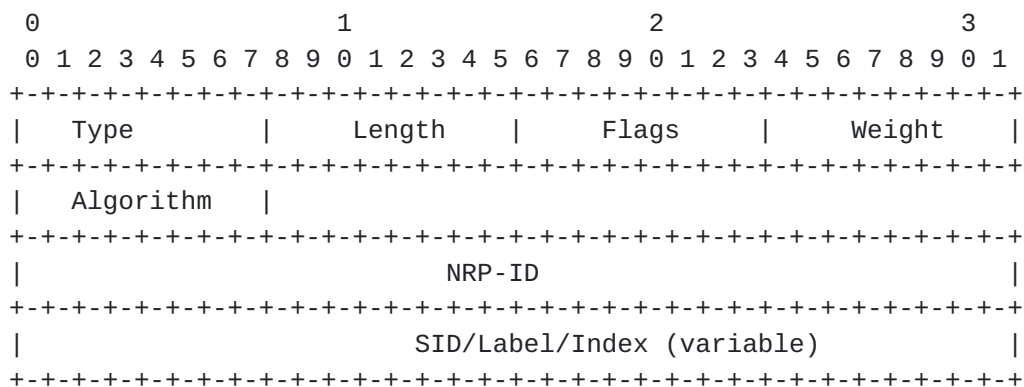 0                   1                   2                   3
 0 1 2 3 4 5 6 7 8 9 0 1 2 3 4 5 6 7 8 9 0 1 2 3 4 5 6 7 8 9 0 1
+-+-+-+-+-+-+-+-+-+-+-+-+-+-+-+-+-+-+-+-+-+-+-+-+-+-+-+-+-+-+-+-+
|   Type        |     Length    |     Flags     |     Weight    |
+-+-+-+-+-+-+-+-+-+-+-+-+-+-+-+-+-+-+-+-+-+-+-+-+-+-+-+-+-+-+-+-+
|   Algorithm   |
+-+-+-+-+-+-+-+-+-+-+-+-+-+-+-+-+-+-+-+-+-+-+-+-+-+-+-+-+-+-+-+-+
|                           NRP-ID                              |
+-+-+-+-+-+-+-+-+-+-+-+-+-+-+-+-+-+-+-+-+-+-+-+-+-+-+-+-+-+-+-+-+
|                         SID/Label/Index (variable)            |
+-+-+-+-+-+-+-+-+-+-+-+-+-+-+-+-+-+-+-+-+-+-+-+-+-+-+-+-+-+-+-+-+